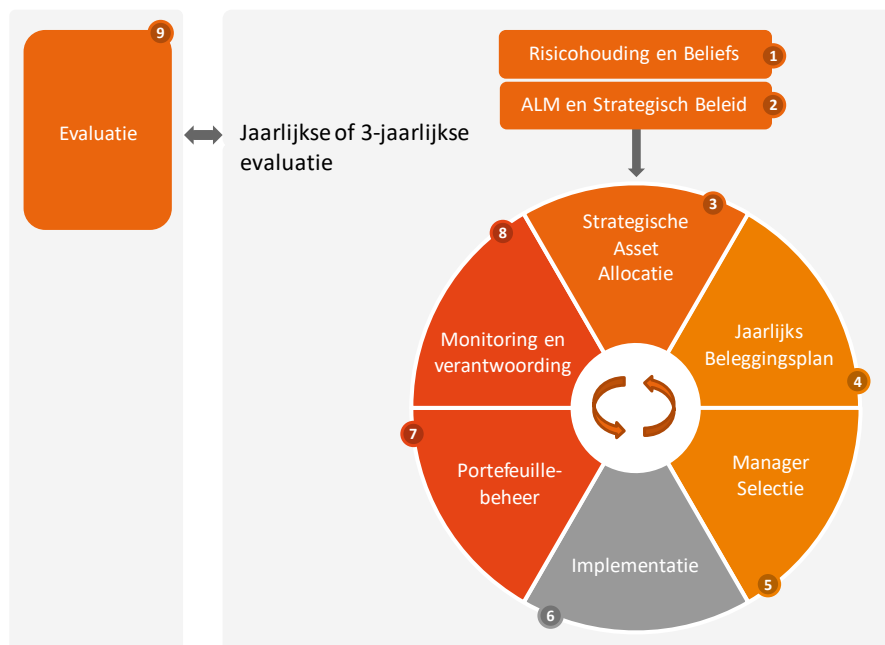 9
Evaluatie
Jaarlijkse of 3-jaarlijkse
evaluatie
Risicohouding en Beliefs
1
ALM en Strategisch Beleid
2
3
Strategische
Asset
Allocatie
Jaarlijks
Beleggingsplan
4
Manager
Selectie
5
Implementatie
6
7
Portefeuille-
beheer
8
Monitoring en
verantwoording